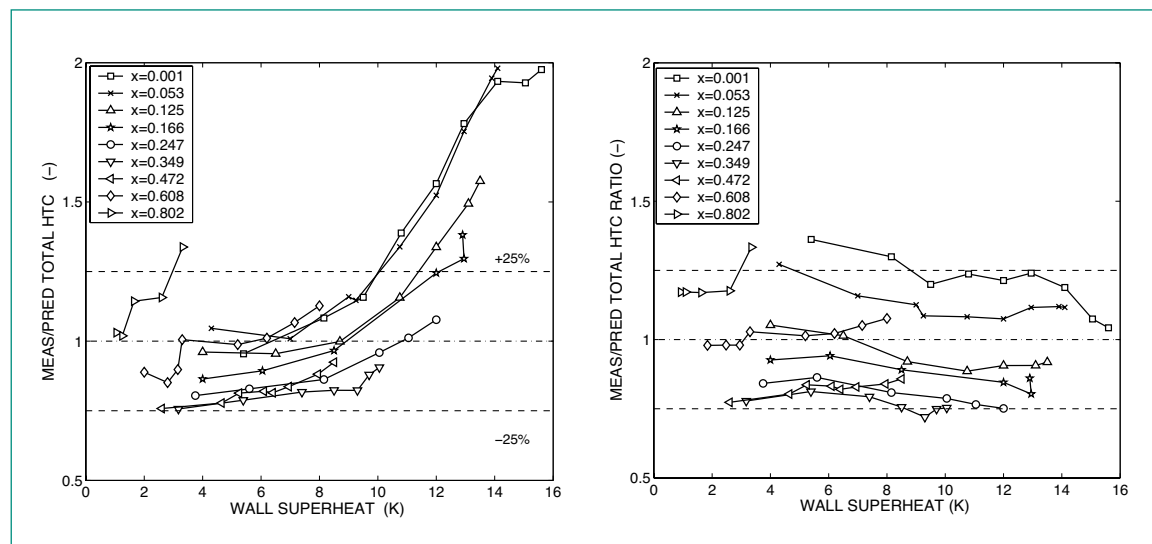 2
1.5
1
0.5
x=0.001
x=0.053
x=0.125
x=0.166
x=0.247
x=0.349
x=0.472
x=0.608
x=0.802
+25%
−25%
MEAS/PRED TOTAL HTC (−)
0 2 4 6 8 10 12 14 16
WALL SUPERHEAT (K)
2
1.5
1
0.5
x=0.001
x=0.053
x=0.125
x=0.166
x=0.247
x=0.349
x=0.472
x=0.608
x=0.802
MEAS/PRED TOTAL HTC RATIO (−)
0 2 4 6 8 10 12 14 16
WALL SUPERHEAT (K)